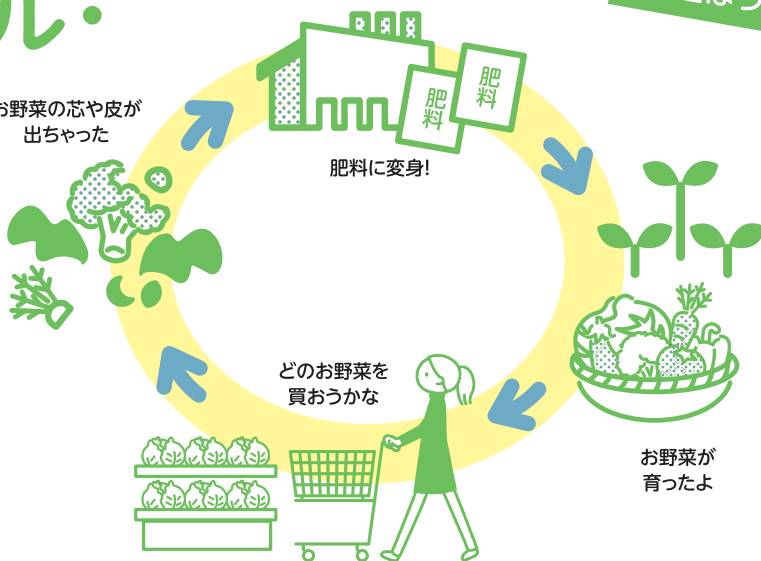 お野菜の芯や皮が
出ちゃった
肥料
肥料
肥料に変身!
どのお野菜を
買おうかな
お野菜が
育ったよ